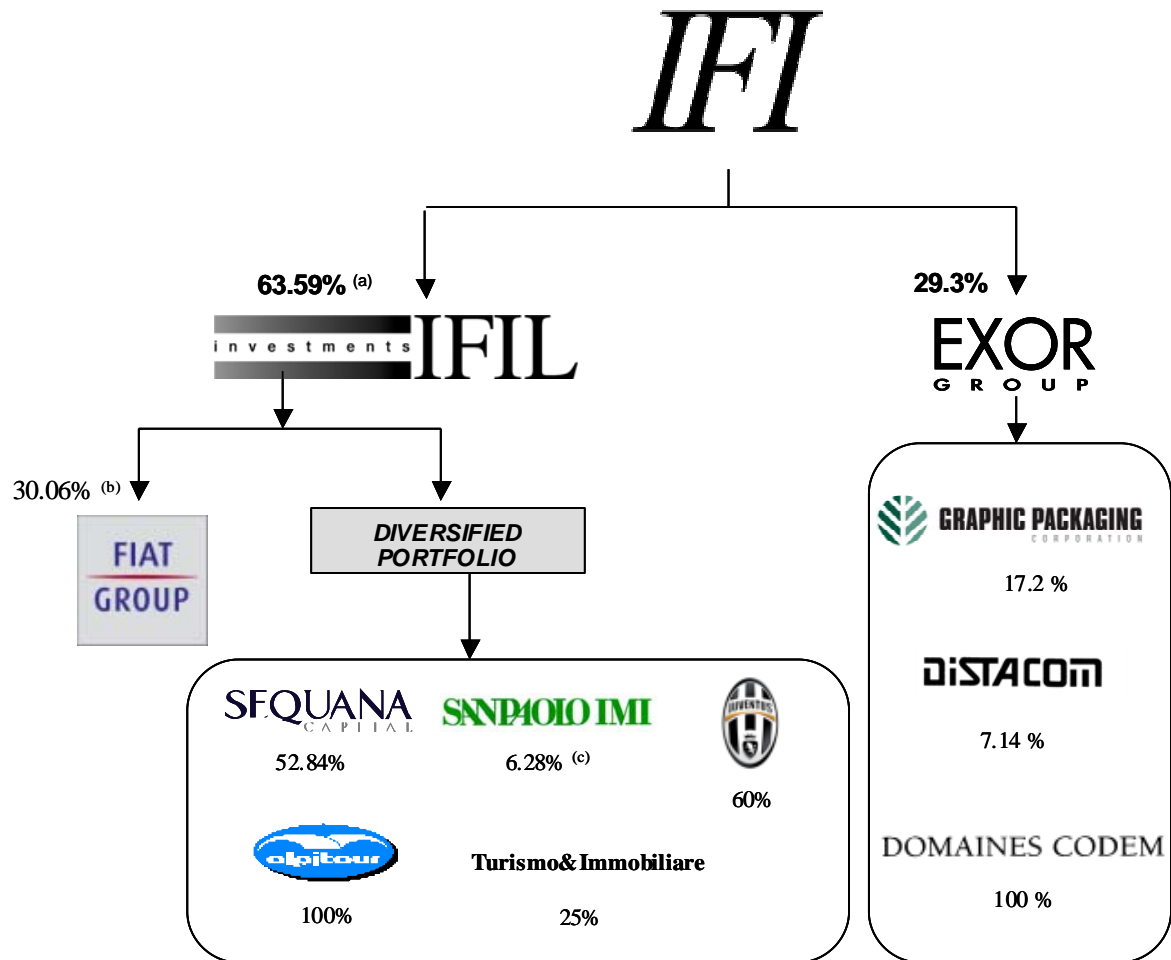 IFI
63.59% (a)
29.3%
investments IFIL
EXOR
GROUP
30.06% (b)
FIAT
GROUP
DIVERSIFIED
PORTFOLIO
GRAPHIC PACKAGING
CORPORATION
17.2 %
DiSTACOM
7.14 %
DOMAINES CODEM
100 %
SEQUANA
CAPITAL
52.84%
SANPAOLO IMI
6.28% (c)
JUVENTUS
60%
alpitour
100%
Turismo&Immobiliare
25%